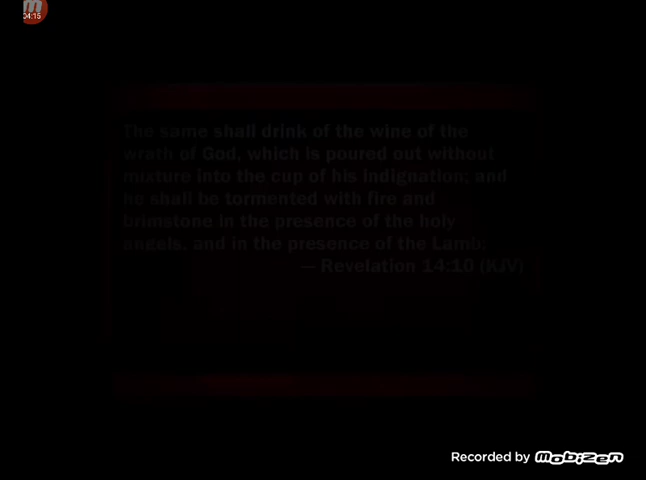 04:15
The same shall drink of the wine of the
wrath of God, which is poured out without
mixture into the cup of his indignation; and
he shall be tormented with fire and
brimstone in the presence of the holy
angels, and in the presence of the Lamb:
— Revelation 14:10 (KJV)
Recorded by Mobizen